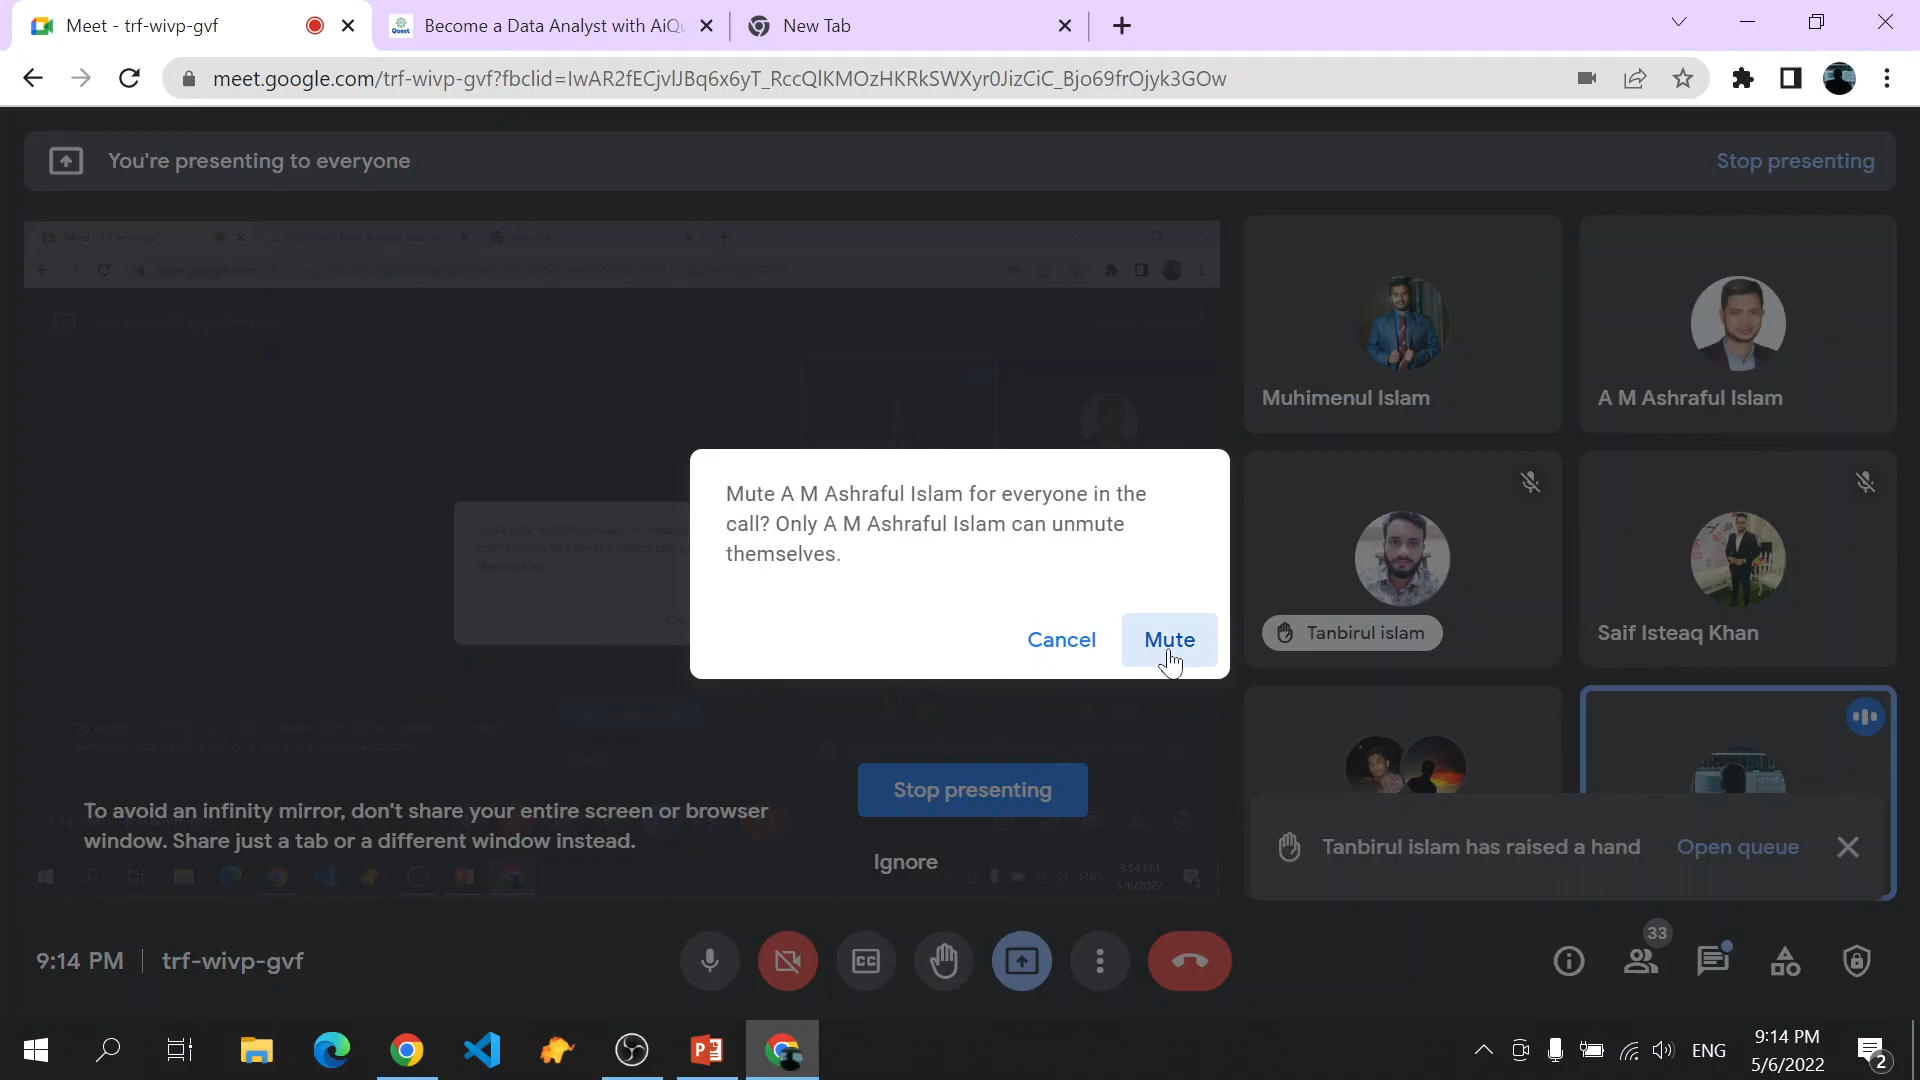 Meet - trf-wivp-gvf
Become a Data Analyst with AiQu
New Tab
meet.google.com/trf-wivp-gvf?fbclid=IwAR2fECjvlJBq6x6yT_RccQlKMOzHKRkSWXyr0JizCiC_Bjo69frOjyk3GOw
You're presenting to everyone
Stop presenting
Muhimenul Islam
A M Ashraful Islam
Mute A M Ashraful Islam for everyone in the
call? Only A M Ashraful Islam can unmute
themselves.
Cancel
Mute
Tanbirul islam
Saif Isteaq Khan
To avoid an infinity mirror, don't share your entire screen or browser
window. Share just a tab or a different window instead.
Stop presenting
Ignore
Tanbirul islam has raised a hand
Open queue
9:14 PM
trf-wivp-gvf
33
ENG
9:14 PM
5/6/2022
2